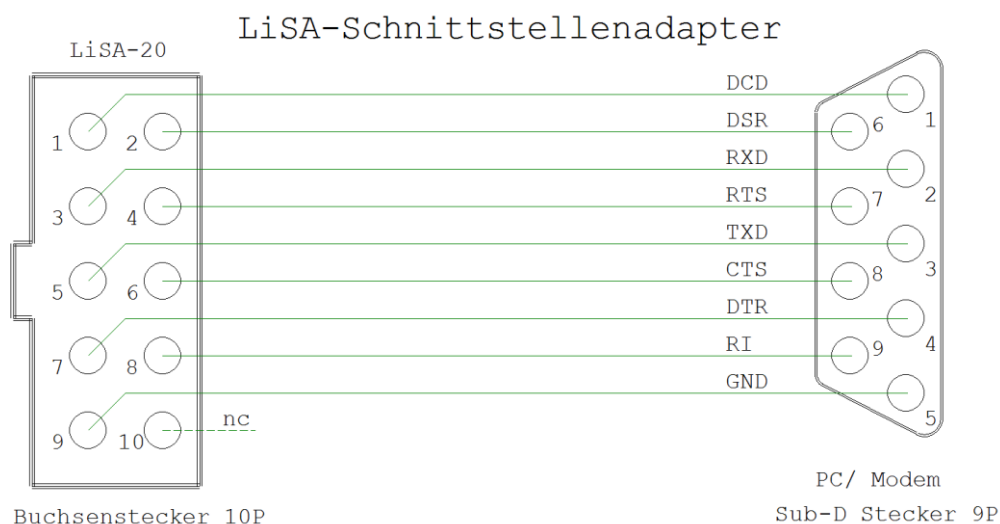 LiSA-Schnittstellenadapter
LiSA-20
DCD
1 2 6 1
DSR
RXD
3 4 7 2
RTS
TXD
5 6 8 3
CTS
DTR
7 8 9 4
RI
GND
9 10 nc 5
PC/ Modem
Buchsenstecker 10P Sub-D Stecker 9P